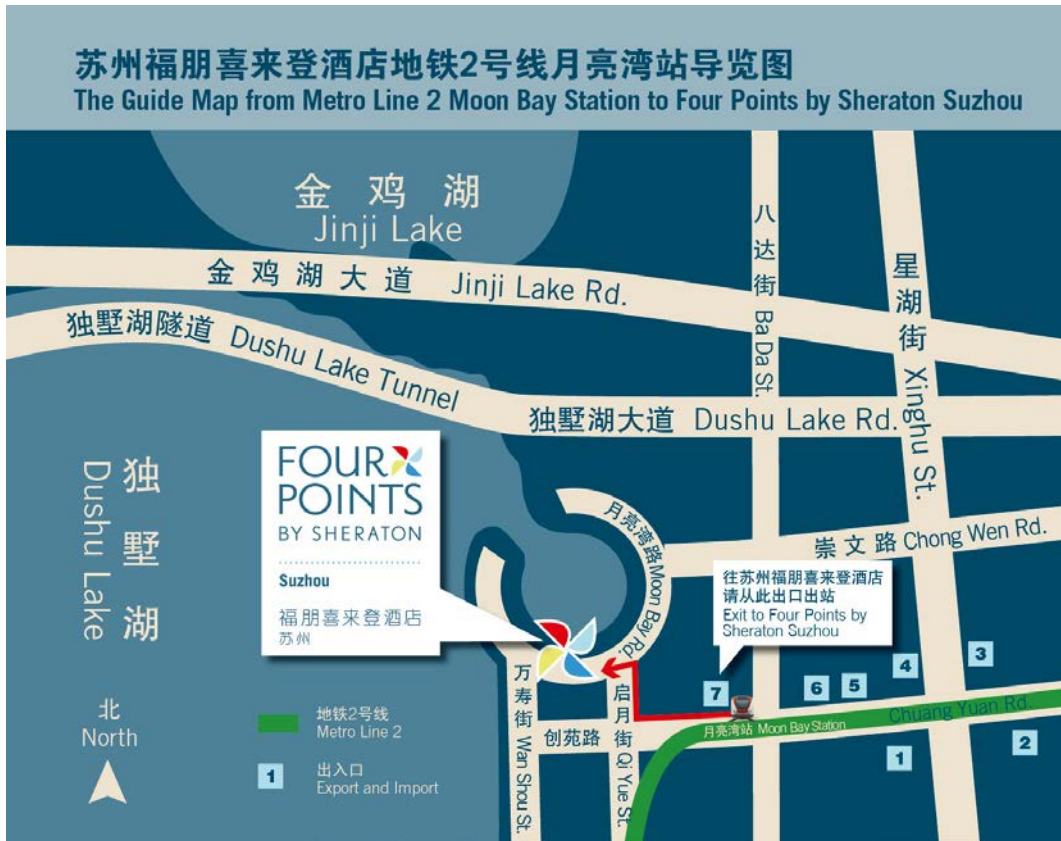 苏州福朋喜来登酒店地铁2号线月亮湾站导览图
The Guide Map from Metro Line 2 Moon Bay Station to Four Points by Sheraton Suzhou
金鸡湖
Jinji Lake
金鸡湖大道 Jinji Lake Rd.
独墅湖隧道 Dushu Lake Tunnel
独墅湖大道 Dushu Lake Rd.
八达街 Ba Da St.
星湖街 Xinghu St.
独墅湖
Dushu Lake
FOUR
POINTS
BY SHERATON
Suzhou
福朋喜来登酒店
苏州
月亮湾路 Moon Bay Rd.
崇文路 Chong Wen Rd.
往苏州福朋喜来登酒店
请从此出口出站
Exit to Four Points by
Sheraton Suzhou
7
6
5
4
3
月亮湾站 Moon Bay Station
Chuang Yuan Rd.
1
2
万寿街 Wan Shou St.
创苑路
启月街 Qi Yue St.
北
North
地铁2号线
Metro Line 2
1
出入口
Export and Import